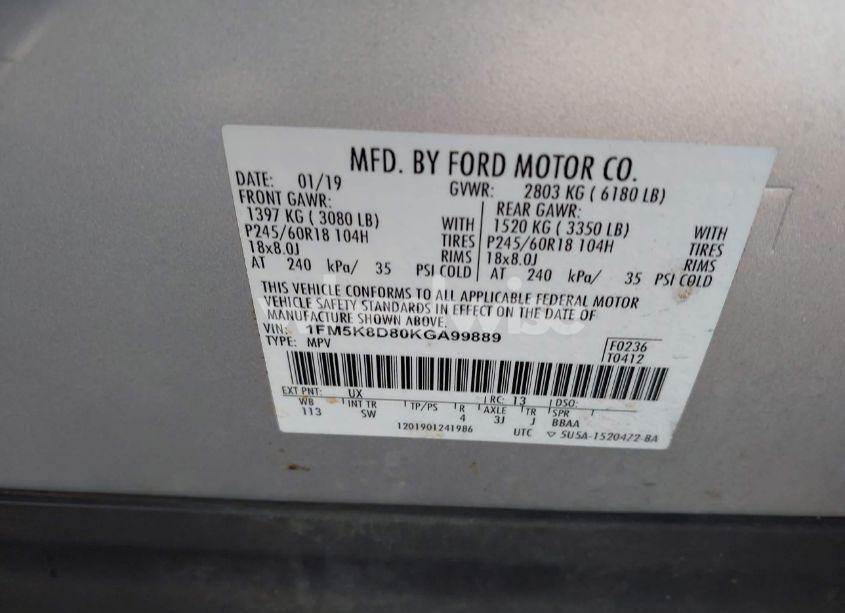 MFD. BY FORD MOTOR CO.
DATE: 01/19 GVWR: 2803 KG ( 6180 LB)
FRONT GAWR: REAR GAWR:
1397 KG ( 3080 LB) WITH 1520 KG ( 3350 LB) WITH
P245/60R18 104H TIRES P245/60R18 104H TIRES
18x8.0J RIMS 18x8.0J RIMS
AT 240 kPa/ 35 PSI COLD AT 240 kPa/ 35 PSI COLD
THIS VEHICLE CONFORMS TO ALL APPLICABLE FEDERAL MOTOR
VEHICLE SAFETY STANDARDS IN EFFECT ON THE DATE OF
MANUFACTURE SHOWN ABOVE.
VIN: 1FM5K8D80KGA99889 F0236
TYPE: MPV T0412
EXT PNT: UX RC: 13 DSO:
WB INT TR TP/PS R AXLE TR SPR
113 SW 4 3J J BBAA
1201901241986 UTC ▽ 5U5A-1520472-BA